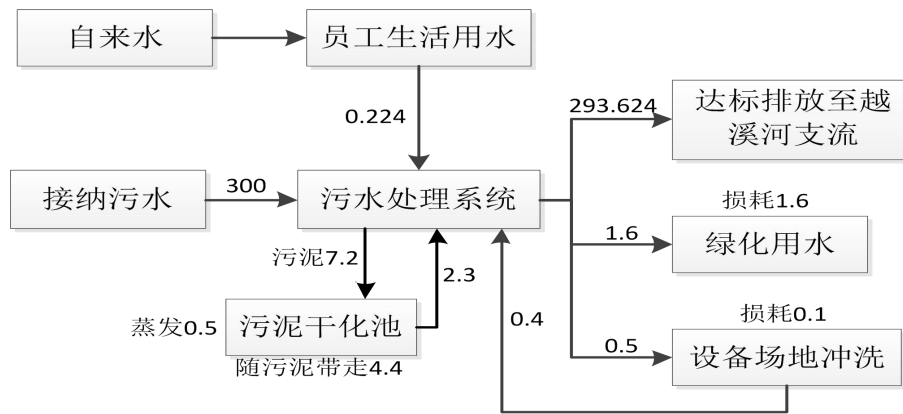 自来水
员工生活用水
0.224
293.624
达标排放至越
溪河支流
接纳污水
300
污水处理系统
损耗1.6
1.6
绿化用水
污泥7.2
2.3
蒸发0.5
污泥干化池
随污泥带走4.4
0.4
损耗0.1
0.5
设备场地冲洗